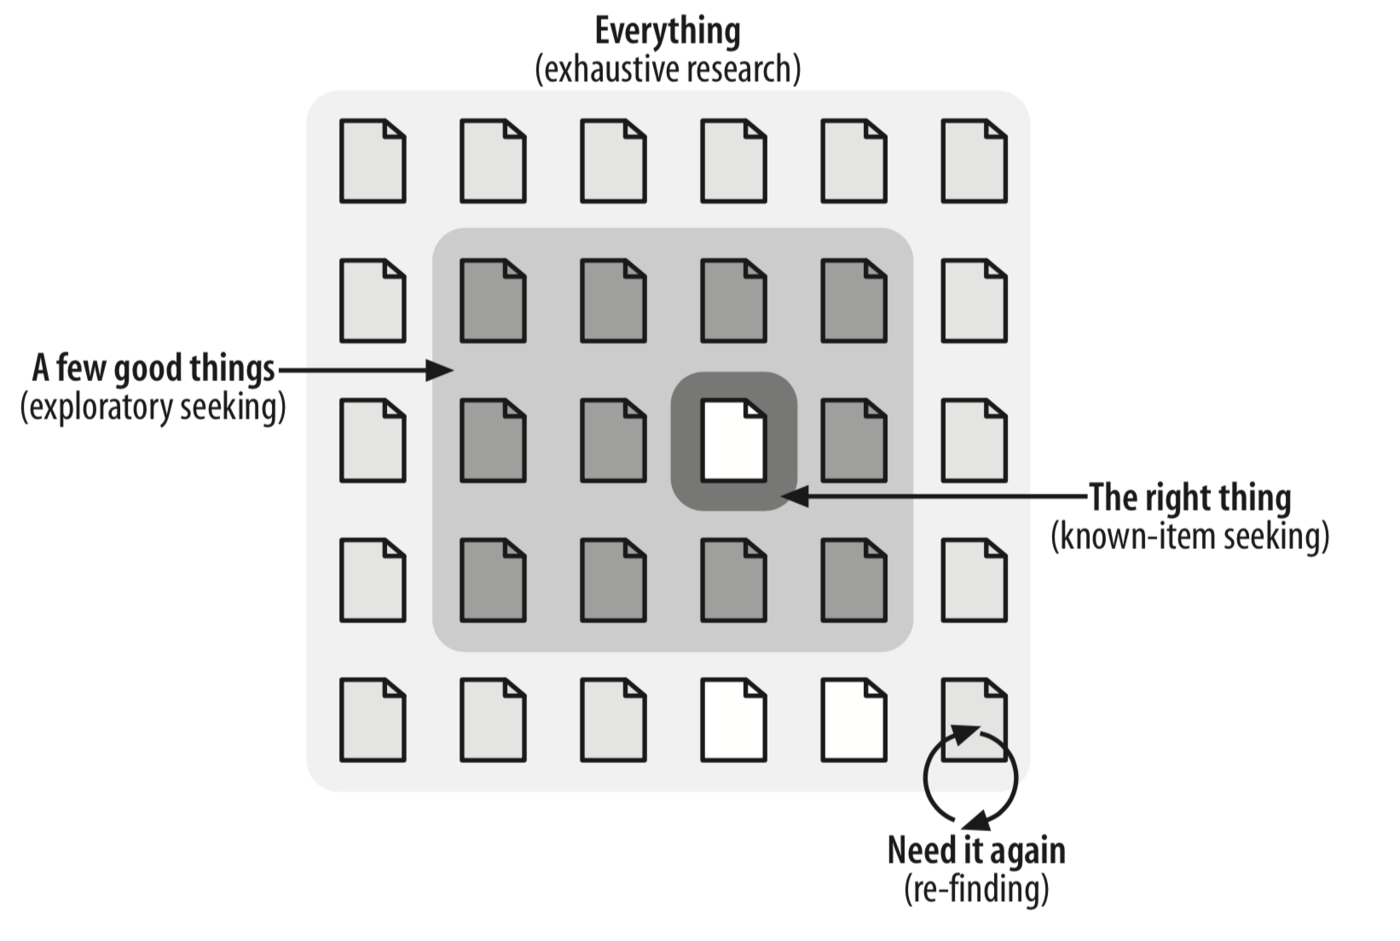 Everything
(exhaustive research)
A few good things
(exploratory seeking)
The right thing
(known-item seeking)
Need it again
(re-finding)